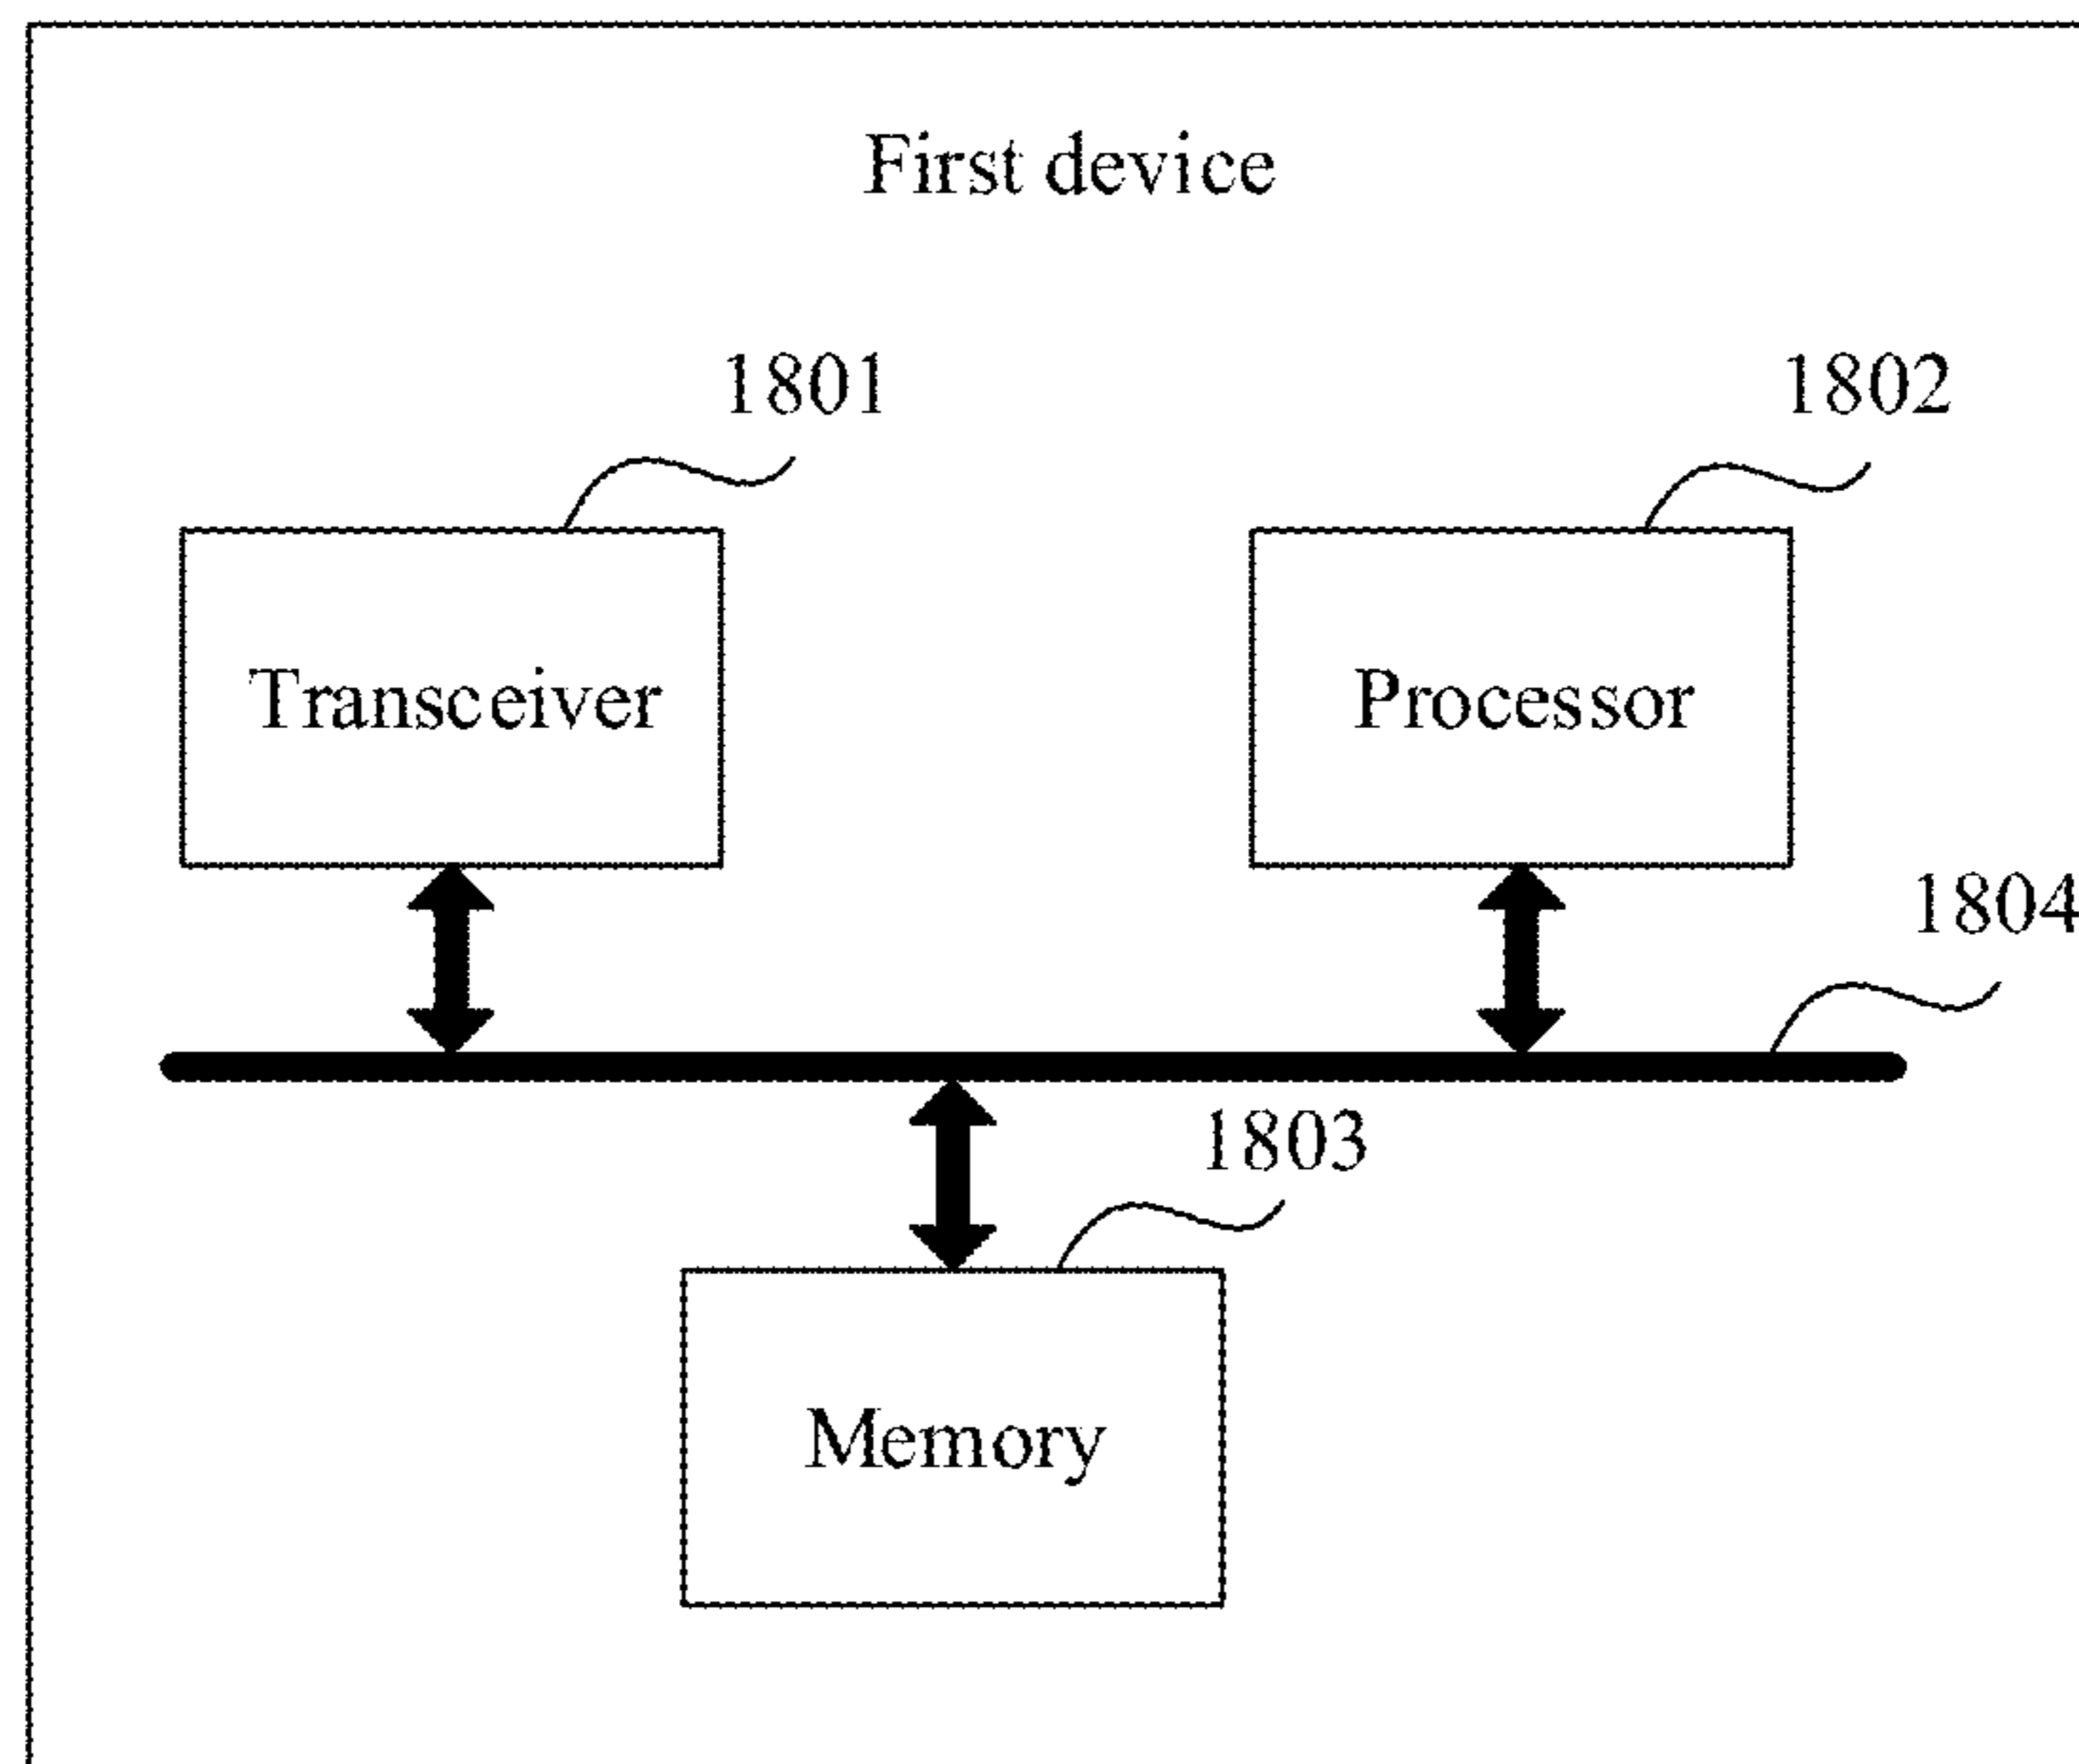 First device
1801
1802
Transceiver
Processor
1804
1803
Memory